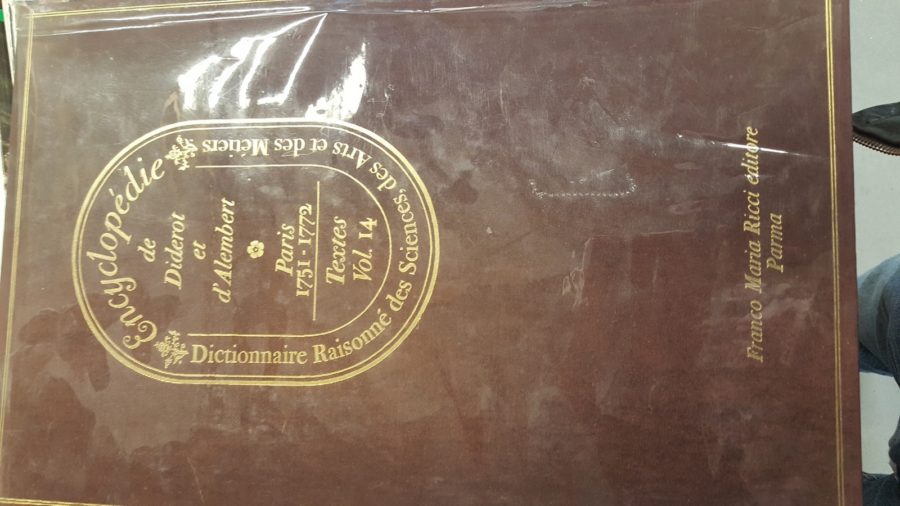 Encyclopédie
de
Diderot
et
d'Alembert
Paris
1751-1772
Textes
Vol. 14
Dictionnaire Raisonné des Sciences, des Arts et des Métiers
Franco Maria Ricci editore
Parma